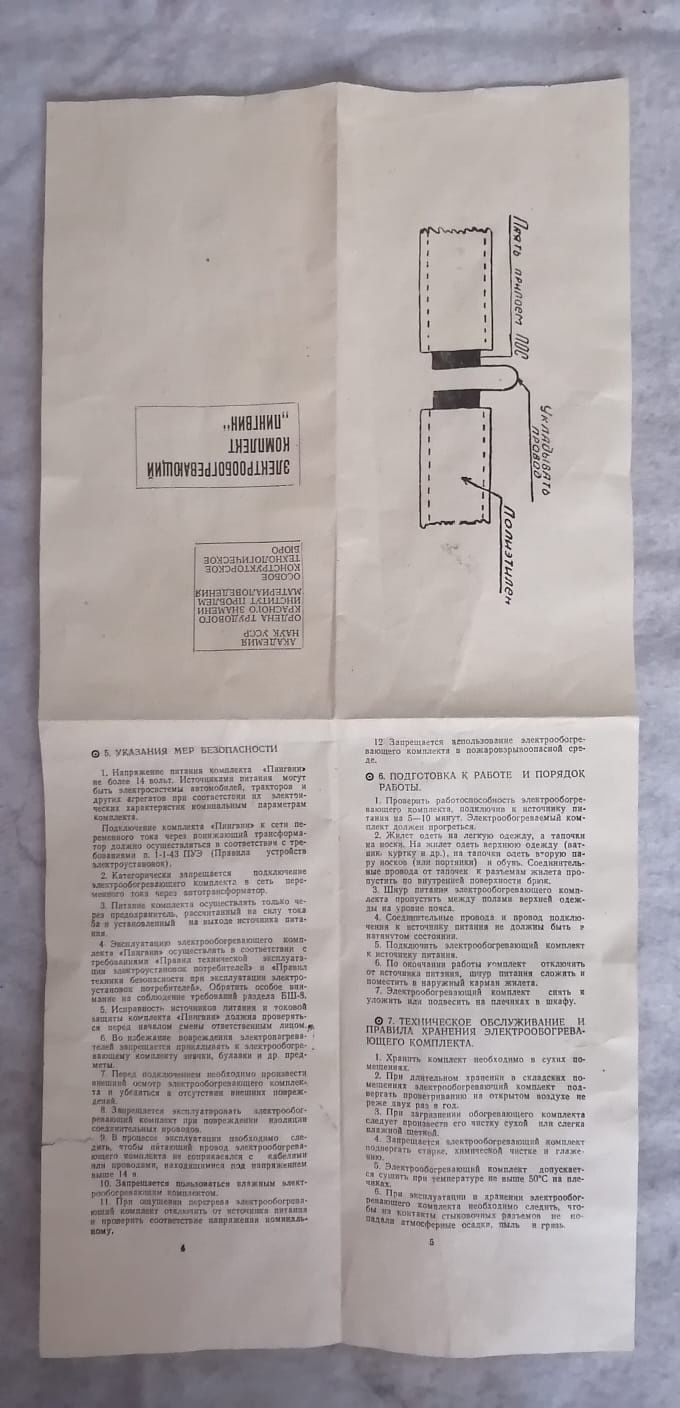 АКАДЕМИЯ
НАУК УССР
ОРДЕНА ТРУДОВОГО
КРАСНОГО ЗНАМЕНИ
ИНСТИТУТ ПРОБЛЕМ
МАТЕРИАЛОВЕДЕНИЯ
ОСОБОЕ
КОНСТРУКТОРСКОЕ
ТЕХНОЛОГИЧЕСКОЕ
БЮРО
ЭЛЕКТРООБОГРЕВАЮЩИЙ
КОМПЛЕКТ
„ПИНГВИН"
Паять припоем ПОС
Укладывать
провод
Полиэтилен
5. УКАЗАНИЯ МЕР БЕЗОПАСНОСТИ
1. Напряжение питания комплекта «Пингвин»
не более 14 вольт. Источниками питания могут
быть электросистемы автомобилей, тракторов и
других агрегатов при соответствии их электри-
ческих характеристик номинальным параметрам
комплекта.
Подключение комплекта «Пингвин» к сети пе-
ременного тока через понижающий трансформа-
тор должно осуществляться в соответствии с тре-
бованиями п. 1-1-43 ПУЭ (Правила устройств
электроустановок).
2. Категорически запрещается подключение
электрообогревающего комплекта в сеть пере-
менного тока через автотрансформатор.
3. Питание комплекта осуществлять только че-
рез предохранитель, рассчитанный на силу тока
и установленный на выходе источника пита-
ния.
4 Эксплуатацию электрообогревающего комп-
лекта «Пингвин» осуществлять в соответствии с
требованиями «Правил технической эксплуата-
ции электроустановок потребителей» и «Правил
техники безопасности при эксплуатации электро-
установок потребителей». Обратить особое вни-
мание на соблюдение требований раздела БШ-8.
5. Исправность источников питания и токовой
защиты комплекта «Пингвин» должна проверять-
ся перед началом смены ответственным лицом.
6. Во избежание повреждения электронагрева-
телей запрещается прикалывать к электрообогре-
вающему комплекту значки, булавки и др. пред-
меты.
7. Перед подключением необходимо произвести
внешний осмотр электрообогревающего комплек-
та и убедиться в отсутствии внешних повреж-
дений.
8. Запрещается эксплуатировать электрообог-
ревающий комплект при повреждении изоляции
соединительных проводов.
9. В процессе эксплуатации необходимо сле-
дить, чтобы питающий провод электрообогрева-
ющего комплекта не соприкасался с кабелями
или проводами, находящимися под напряжением
выше 14 в.
10. Запрещается пользоваться влажным элект-
рообогревающим комплектом.
11. При ощущении перегрева электрообогрева-
ющий комплект отключить от источника питания
и проверить соответствие напряжения номиналь-
ному.
4
12 Запрещается использование электрообогре-
вающего комплекта в пожаровзрывоопасной сре-
де.
6. ПОДГОТОВКА К РАБОТЕ И ПОРЯДОК
РАБОТЫ.
1. Проверить работоспособность электрообогре-
вающего комплекта, подключив к источнику пи-
тания на 5—10 минут. Электрообогреваемый ком-
плект должен прогреться.
2. Жилет одеть на легкую одежду, а тапочки
на носки. На жилет одеть верхнюю одежду (ват-
ник, куртку и др.), на тапочки одеть вторую па-
ру носков (или портянки) и обувь. Соединитель-
ные провода от тапочек к разъемам жилета про-
пустить по внутренней поверхности брюк.
3. Шнур питания электрообогревающего комп-
лекта пропустить между полами верхней одеж-
ды на уровне пояса.
4. Соединительные провода и провод подклю-
чения к источнику питания не должны быть в
натянутом состоянии.
5. Подключить электрообогревающий комплект
к источнику питания.
6. По окончании работы комплект отключить
от источника питания, шнур питания сложить и
поместить в наружный карман жилета.
7. Электрообогревающий комплект снять и
уложить или подвесить на плечиках в шкафу.
7. ТЕХНИЧЕСКОЕ ОБСЛУЖИВАНИЕ И
ПРАВИЛА ХРАНЕНИЯ ЭЛЕКТРООБОГРЕВА-
ЮЩЕГО КОМПЛЕКТА.
1. Хранить комплект необходимо в сухих по-
мещениях.
2. При длительном хранении в складских по-
мещениях электрообогревающий комплект под-
вергать проветриванию на открытом воздухе не
реже двух раз в год.
3. При загрязнении обогревающего комплекта
следует произвести его чистку сухой или слегка
влажной щеткой.
4. Запрещается электрообогревающий комплект
подвергать стирке, химической чистке и глаже-
нию.
5. Электрообогревающий комплект допускает-
ся сушить при температуре не выше 50°С на пле-
чиках.
6. При эксплуатации и хранении электрообог-
ревающего комплекта необходимо следить, что-
бы на контакты стыковочных разъемов не по-
падали атмосферные осадки, пыль и грязь.
5